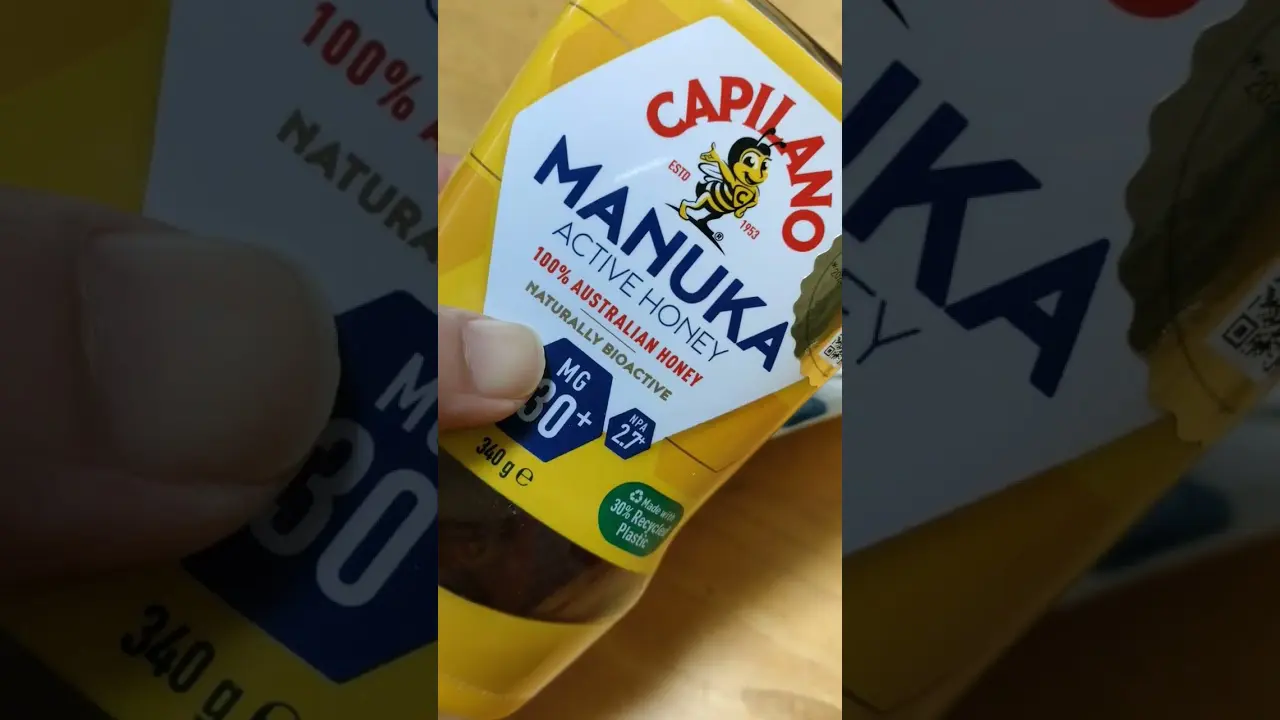 CAPILANO
ESTD
1953
MANUKA
ACTIVE HONEY
100% AUSTRALIAN HONEY
NATURALLY BIOACTIVE
MG
30+
NPA
2.7+
340 g ℮
Made with
30% Recycled
Plastic